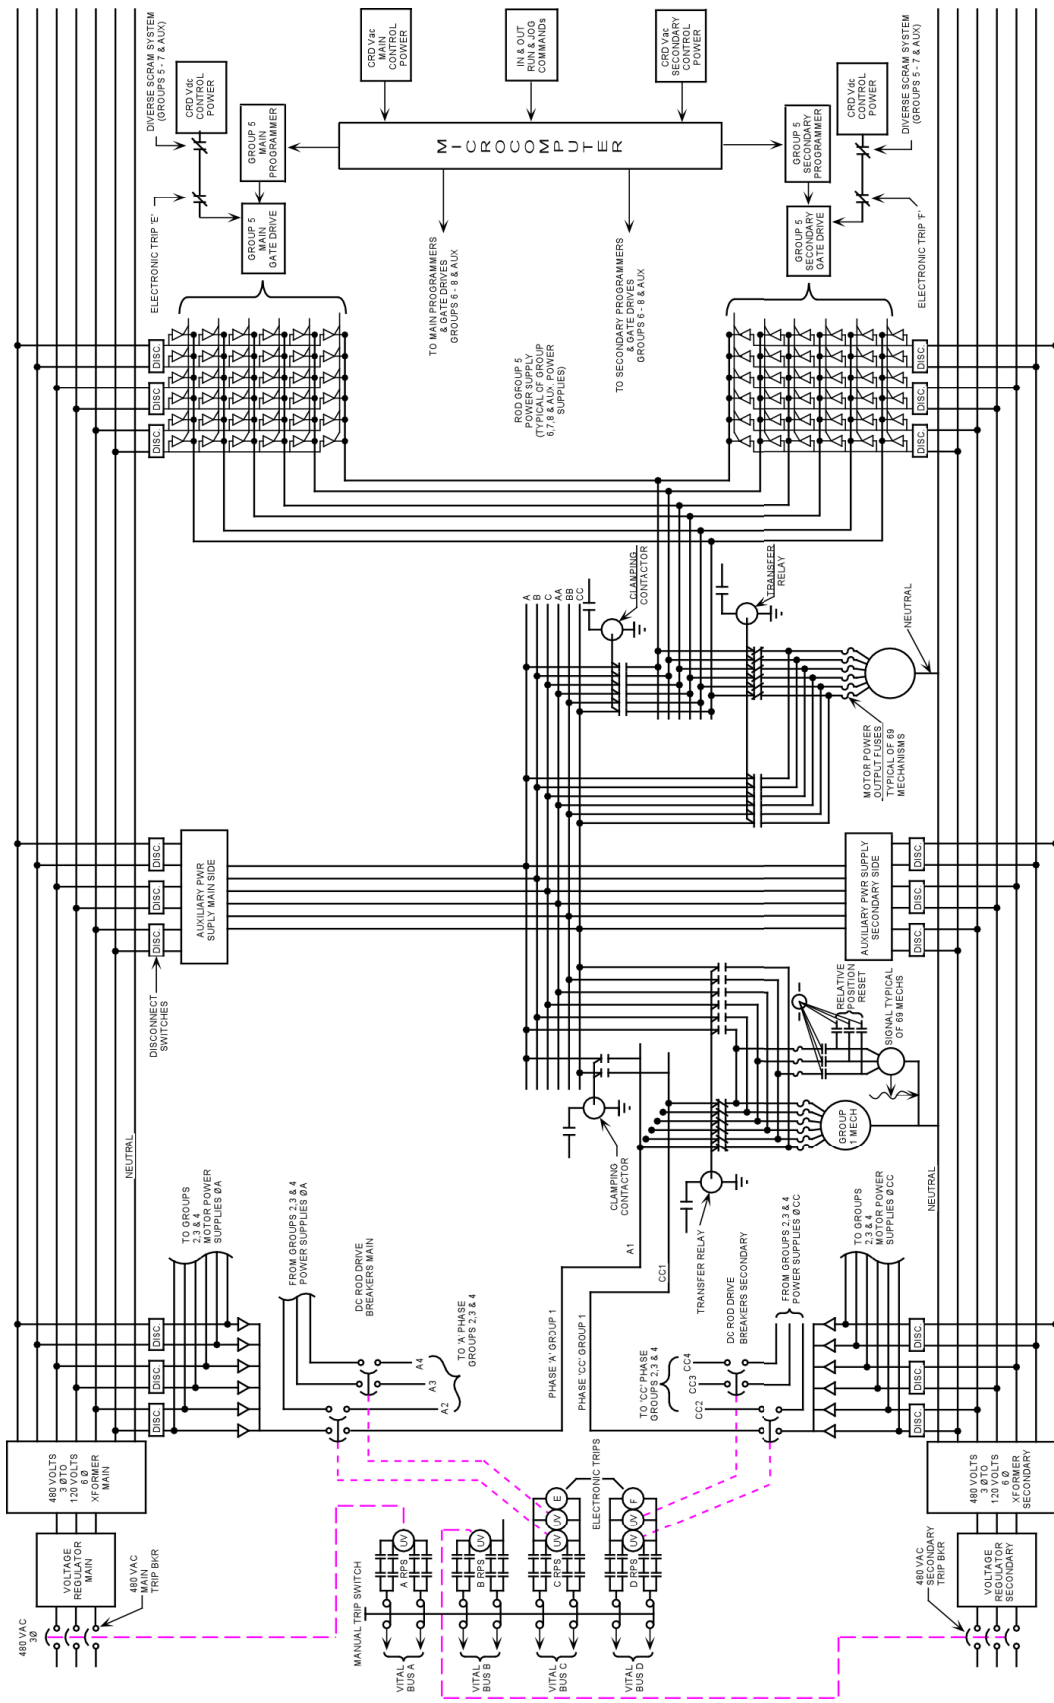 480 VAC
3Ø
480 VAC
MAIN
TRIP BKR
VOLTAGE
REGULATOR
MAIN
480 VOLTS
3 Ø TO
120 VOLTS
6 Ø
XFORMER
MAIN
DISC.
DISC.
DISC.
TO GROUPS
2,3 & 4
MOTOR POWER
SUPPLIES ØA
NEUTRAL
FROM GROUPS 2,3 & 4
POWER SUPPLIES ØA
DC ROD DRIVE
BREAKERS MAIN
A4
A3
A2
TO 'A' PHASE
GROUPS 2,3 & 4
PHASE 'A' GROUP 1
PHASE 'CC' GROUP 1
A1
CC1
MANUAL TRIP SWITCH
VITAL
BUS A
VITAL
BUS B
VITAL
BUS C
VITAL
BUS D
A RPS
B RPS
C RPS
D RPS
UV
UV
UV
UV
E
UV
UV
F
ELECTRONIC TRIPS
TO 'CC' PHASE
GROUPS 2,3 & 4
CC4
CC3
CC2
DC ROD DRIVE
BREAKERS SECONDARY
FROM GROUPS 2,3 & 4
POWER SUPPLIES ØCC
TO GROUPS
2,3 & 4
MOTOR POWER
SUPPLIES ØCC
NEUTRAL
DISC.
DISC.
DISC.
480 VAC
SECONDARY
TRIP BKR
VOLTAGE
REGULATOR
SECONDARY
480 VOLTS
3 Ø TO
120 VOLTS
6 Ø
XFORMER
SECONDARY
DISCONNECT
SWITCHES
DISC.
DISC.
DISC.
AUXILIARY PWR
SUPLY MAIN SIDE
CLAMPING
CONTACTOR
TRANSFER RELAY
GROUP
1 MECH
RELATIVE
POSITION
RESET
SIGNAL TYPICAL
OF 69 MECHS
AUXILIARY PWR SUPPLY
SECONDARY SIDE
DISC.
DISC.
DISC.
A
B
C
AA
BB
CC
CLAMPING
CONTACTOR
TRANSFER
RELAY
MOTOR POWER
OUTPUT FUSES
TYPICAL OF 69
MECHANISMS
NEUTRAL
DISC.
DISC.
DISC.
ROD GROUP 5
POWER SUPPLY
(TYPICAL OF GROUP
6,7,8 & AUX. POWER
SUPPLIES)
DISC.
DISC.
DISC.
ELECTRONIC TRIP 'E'
DIVERSE SCRAM SYSTEM
(GROUPS 5 - 7 & AUX)
CRD Vdc
CONTROL
POWER
GROUP 5
MAIN
PROGRAMMER
GROUP 5
MAIN
GATE DRIVE
CRD Vac
MAIN
CONTROL
POWER
IN & OUT
RUN & JOG
COMMANDS
CRD Vac
SECONDARY
CONTROL
POWER
MICROCOMPUTER
TO MAIN PROGRAMMERS
& GATE DRIVES
GROUPS 6 - 8 & AUX
TO SECONDARY PROGRAMMERS
& GATE DRIVES
GROUPS 6 - 8 & AUX
GROUP 5
SECONDARY
PROGRAMMER
GROUP 5
SECONDARY
GATE DRIVE
CRD Vdc
CONTROL
POWER
ELECTRONIC TRIP 'F'
DIVERSE SCRAM SYSTEM
(GROUPS 5 - 7 & AUX)